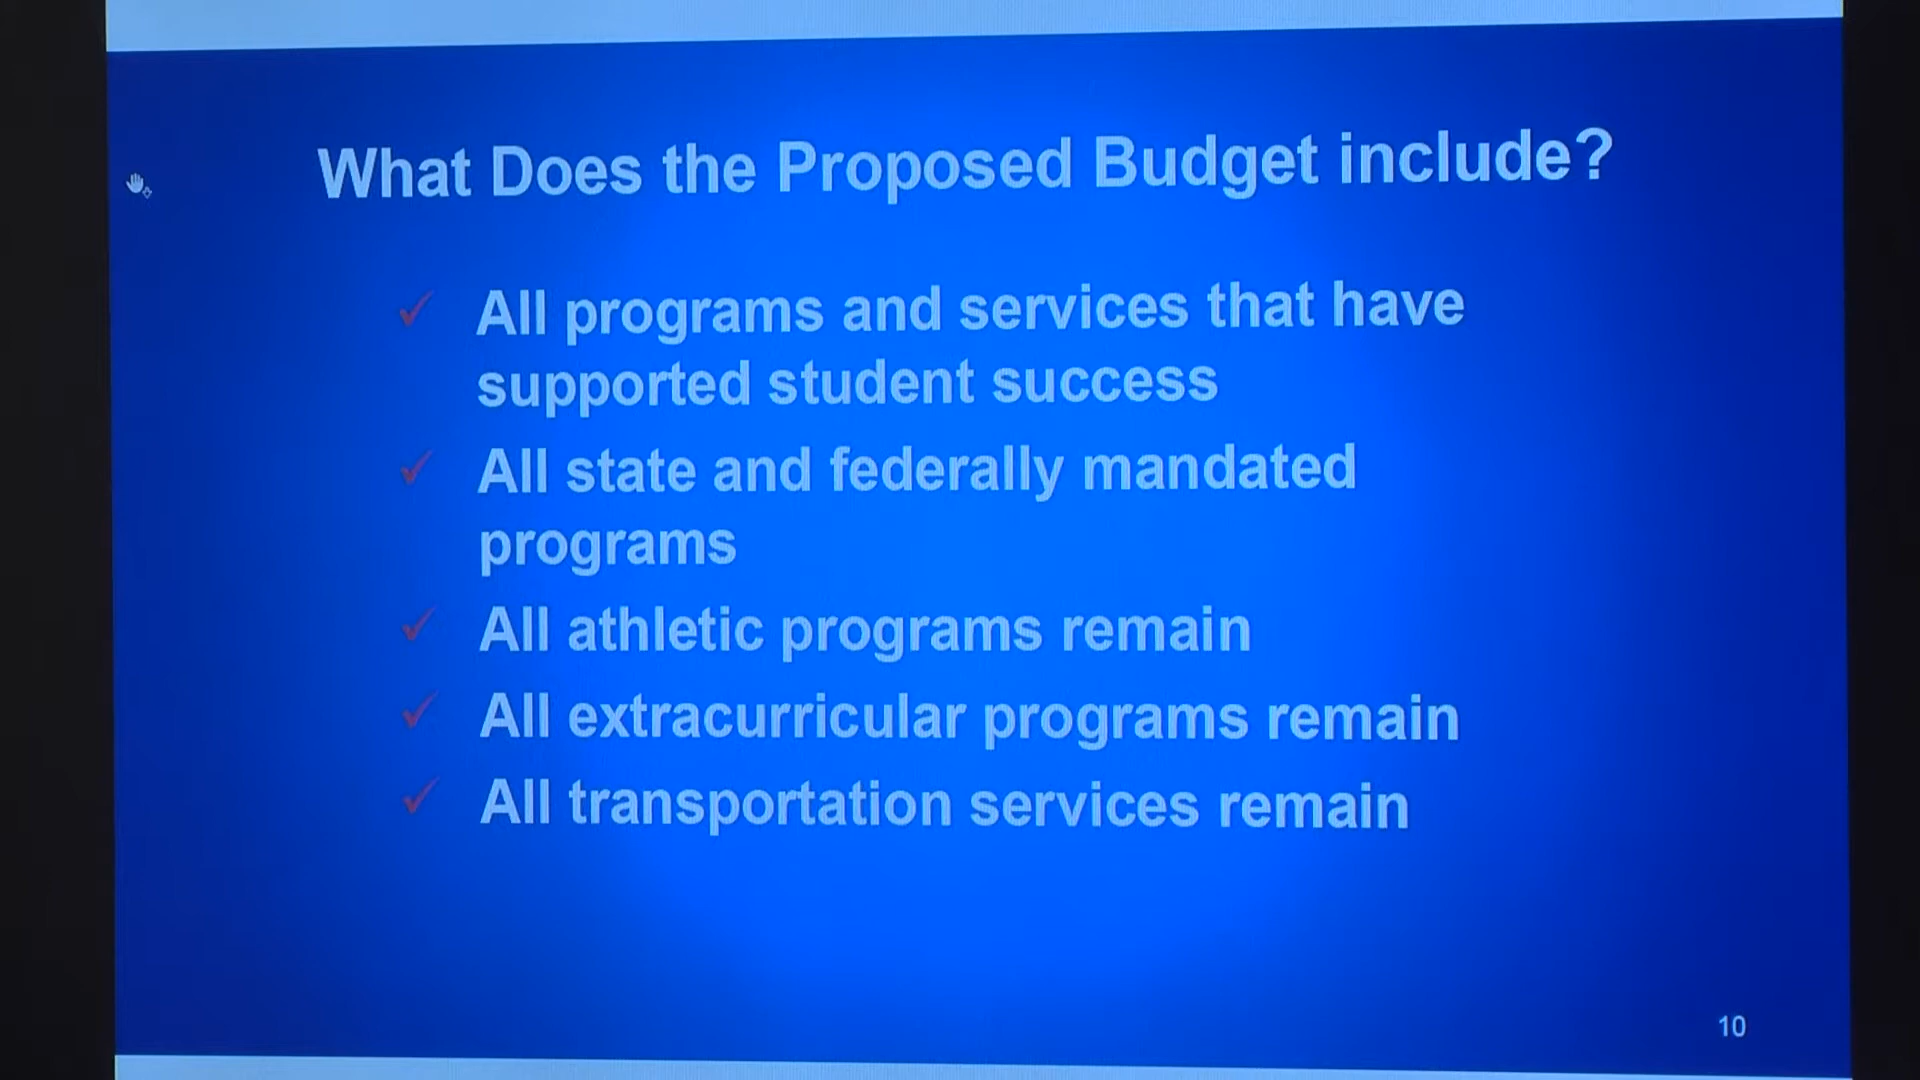 What Does the Proposed Budget include?
All programs and services that have
supported student success
All state and federally mandated
programs
All athletic programs remain
All extracurricular programs remain
All transportation services remain
10